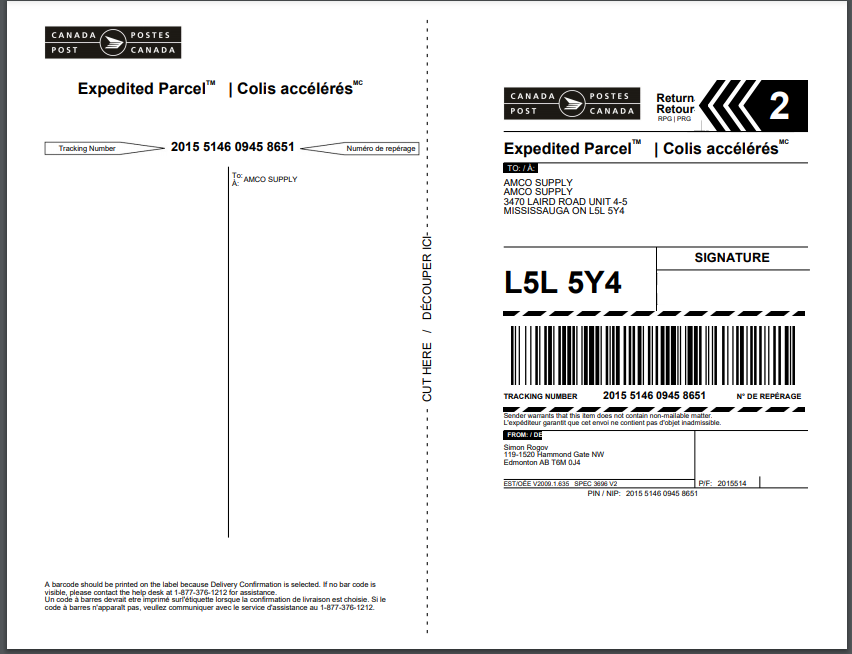 CANADA POSTES
POST CANADA
Expedited Parcel™ | Colis accélérés MC
Tracking Number 2015 5146 0945 8651 Numéro de repérage
To:
À: AMCO SUPPLY
A barcode should be printed on the label because Delivery Confirmation is selected. If no bar code is
visible, please contact the help desk at 1-877-376-1212 for assistance.
Un code à barres devrait etre imprimé surl'étiquette lorsque la confirmation de livraison est choisie. Si le
code à barres n'apparaît pas, veullez communiquer avec le service d'assistance au 1-877-376-1212.
CUT HERE / DÉCOUPER ICI
CANADA POSTES
POST CANADA
Return
Retour
RPG | PRG
2
Expedited Parcel™ | Colis accélérés MC
TO: / À:
AMCO SUPPLY
AMCO SUPPLY
3470 LAIRD ROAD UNIT 4-5
MISSISSAUGA ON L5L 5Y4
L5L 5Y4
SIGNATURE
TRACKING NUMBER 2015 5146 0945 8651 N° DE REPÉRAGE
Sender warrants that this item does not contain non-mailable matter.
L'expéditeur garantit que cet envoi ne contient pas d'objet inadmissible.
FROM: / DE
Simon Rogov
119-1520 Hammond Gate NW
Edmonton AB T6M 0J4
EST/OÉE V2009.1.635 SPEC 3696 V2
P/F: 2015514
PIN / NIP: 2015 5146 0945 8651